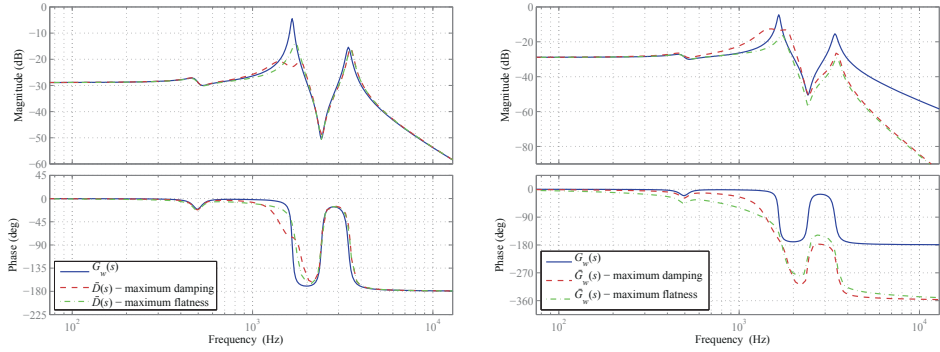 0
-10
-20
-30
-40
-50
-60
Magnitude (dB)
45
0
-45
-90
-135
-180
-225
Phase (deg)
G_w(s)
D̃(s) − maximum damping
D̃(s) − maximum flatness
10^2
10^3
10^4
Frequency (Hz)
0
-20
-40
-60
-80
Magnitude (dB)
0
-90
-180
-270
-360
Phase (deg)
G_w(s)
G̃_w(s) − maximum damping
G̃_w(s) − maximum flatness
10^2
10^3
10^4
Frequency (Hz)